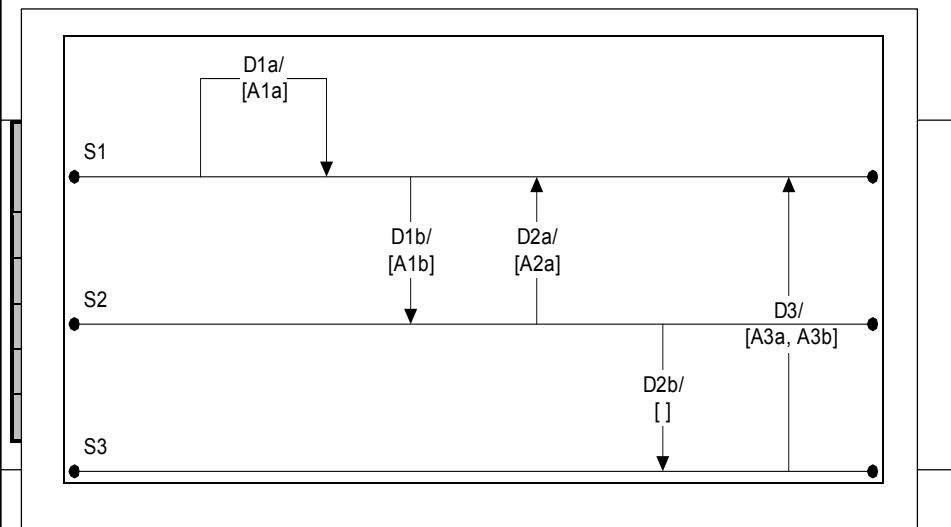 D1a/
[A1a]
S1
D1b/
[A1b]
D2a/
[A2a]
S2
D3/
[A3a, A3b]
D2b/
[ ]
S3